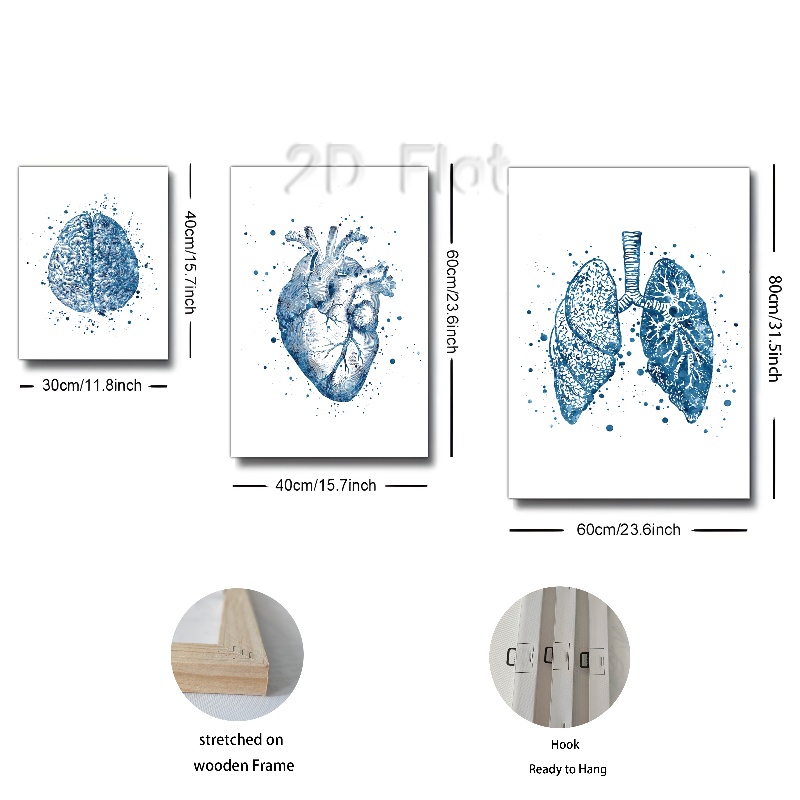 2D Flat
40cm/15.7inch
30cm/11.8inch
60cm/23.6inch
40cm/15.7inch
80cm/31.5inch
60cm/23.6inch
stretched on
wooden Frame
Hook
Ready to Hang